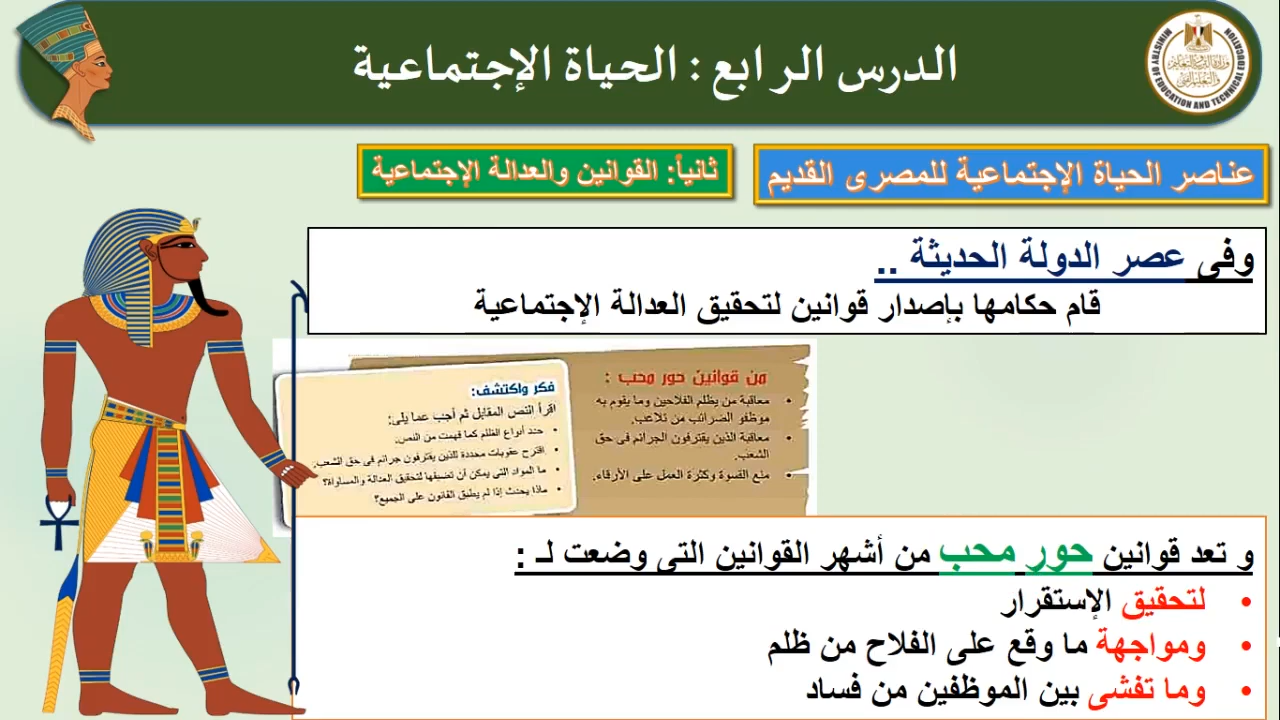 الدرس الرابع : الحياة الإجتماعية
MINISTRY OF EDUCATION AND TECHNICAL EDUCATION
عناصر الحياة الإجتماعية للمصرى القديم
ثانياً: القوانين والعدالة الإجتماعية
وفى عصر الدولة الحديثة ..
قام حكامها بإصدار قوانين لتحقيق العدالة الإجتماعية
من قوانين حور محب :
• معاقبة من يظلم الفلاحين وما يقوم به
موظفو الضرائب من تلاعب.
• معاقبة الذين يقترفون الجرائم فى حق
الشعب.
• منع القسوة وكثرة العمل على الأرقاء.
فكر واكتشف:
اقرأ النص المقابل ثم أجب عما يلى:
• حدد أنواع الظلم كما فهمت من النص.
• اقترح عقوبات محددة للذين يقترفون جرائم فى حق الشعب.
• ما المواد التى يمكن أن تضيفها لتحقيق العدالة والمساواة؟
• ماذا يحدث إذا لم يطبق القانون على الجميع؟
و تعد قوانين حور محب من أشهر القوانين التى وضعت لـ :
• لتحقيق الإستقرار
ومواجهة ما وقع على الفلاح من ظلم
• وما تفشى بين الموظفين من فساد